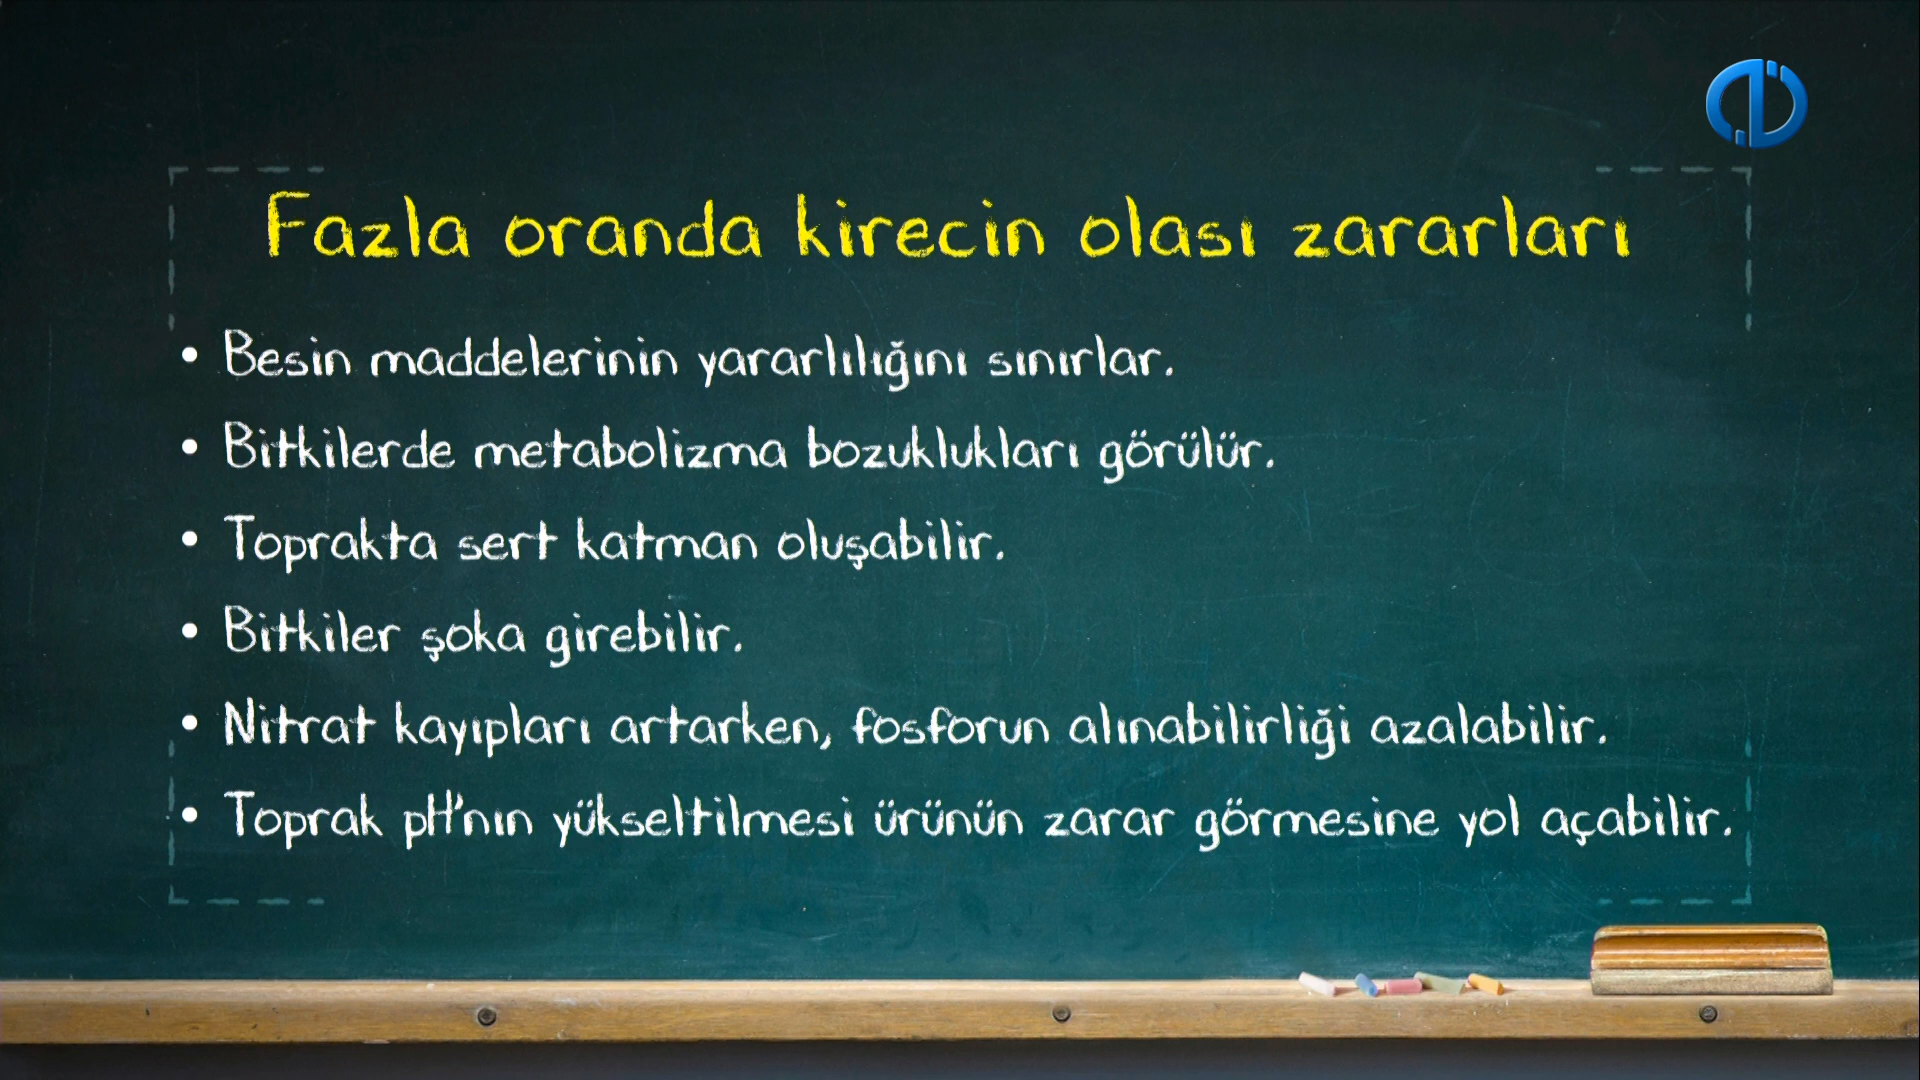 Fazla oranda kirecin olası zararları
• Besin maddelerinin yararlılığını sınırlar.
• Bitkilerde metabolizma bozuklukları görülür.
• Toprakta sert katman oluşabilir.
• Bitkiler şoka girebilir.
• Nitrat kayıpları artarken, fosforun alınabilirliği azalabilir.
• Toprak pH'nın yükseltilmesi ürünün zarar görmesine yol açabilir.